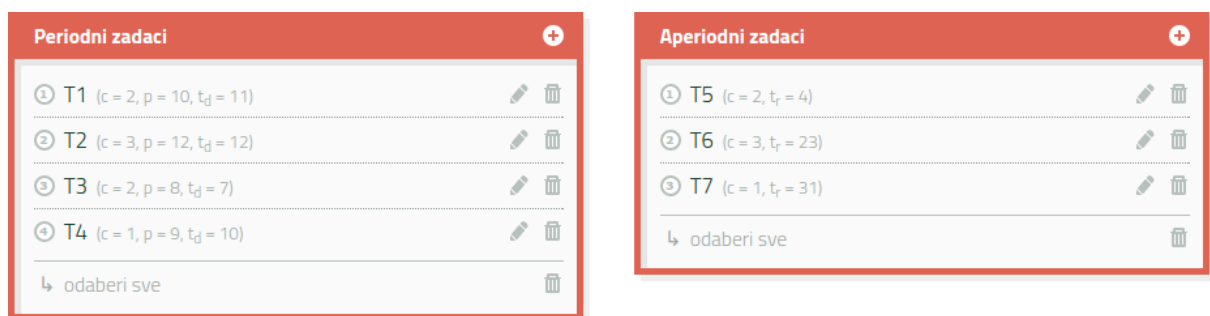 Periodni zadaci
1 T1 (c = 2, p = 10, td = 11)
2 T2 (c = 3, p = 12, td = 12)
3 T3 (c = 2, p = 8, td = 7)
4 T4 (c = 1, p = 9, td = 10)
↳ odaberi sve
Aperiodni zadaci
1 T5 (c = 2, tr = 4)
2 T6 (c = 3, tr = 23)
3 T7 (c = 1, tr = 31)
↳ odaberi sve